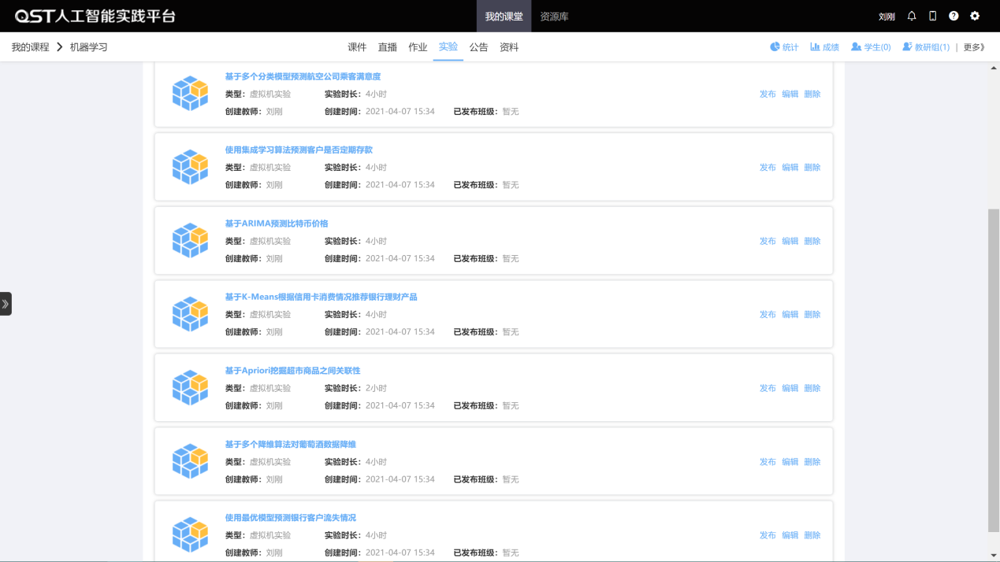 QST人工智能实践平台 我的课堂 资源库 刘刚
我的课程 机器学习 课件 直播 作业 实验 公告 资料 统计 成绩 学生(0) 教研组(1) | 更多》
基于多个分类模型预测航空公司乘客满意度
类型：虚拟机实验 实验时长：4小时 发布 编辑 删除
创建教师：刘刚 创建时间：2021-04-07 15:34 已发布班级：暂无
使用集成学习算法预测客户是否定期存款
类型：虚拟机实验 实验时长：4小时 发布 编辑 删除
创建教师：刘刚 创建时间：2021-04-07 15:34 已发布班级：暂无
基于ARIMA预测比特币价格
类型：虚拟机实验 实验时长：4小时 发布 编辑 删除
创建教师：刘刚 创建时间：2021-04-07 15:34 已发布班级：暂无
基于K-Means根据信用卡消费情况推荐银行理财产品
类型：虚拟机实验 实验时长：4小时 发布 编辑 删除
创建教师：刘刚 创建时间：2021-04-07 15:34 已发布班级：暂无
基于Apriori挖掘超市商品之间关联性
类型：虚拟机实验 实验时长：2小时 发布 编辑 删除
创建教师：刘刚 创建时间：2021-04-07 15:34 已发布班级：暂无
基于多个降维算法对葡萄酒数据降维
类型：虚拟机实验 实验时长：4小时 发布 编辑 删除
创建教师：刘刚 创建时间：2021-04-07 15:34 已发布班级：暂无
使用最优模型预测银行客户流失情况
类型：虚拟机实验 实验时长：4小时 发布 编辑 删除
创建教师：刘刚 创建时间：2021-04-07 15:34 已发布班级：暂无